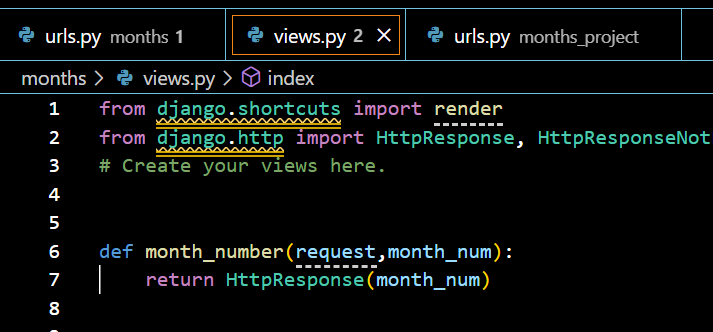 urls.py months 1 views.py 2 urls.py months_project
months > views.py > index
1 from django.shortcuts import render
2 from django.http import HttpResponse, HttpResponseNot
3 # Create your views here.
4
5
6 def month_number(request,month_num):
7 return HttpResponse(month_num)
8